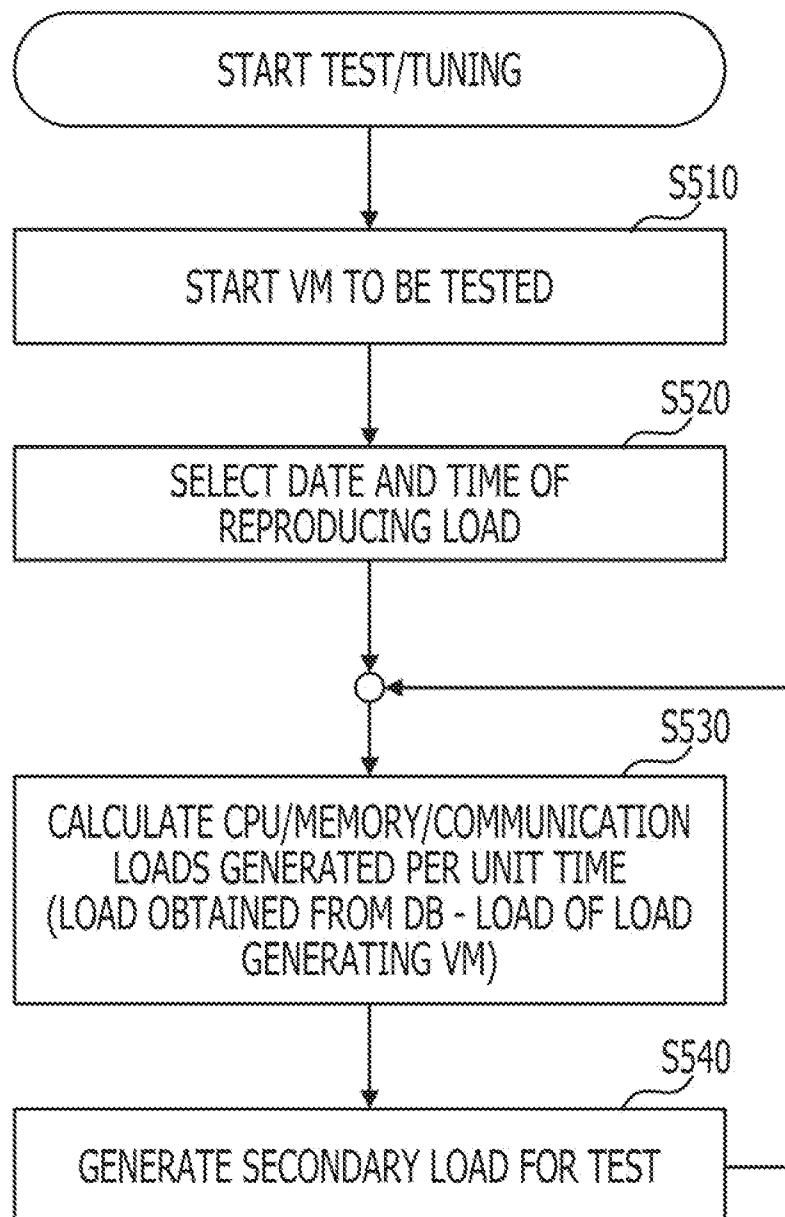 START TEST/TUNING
S510
START VM TO BE TESTED
S520
SELECT DATE AND TIME OF
REPRODUCING LOAD
S530
CALCULATE CPU/MEMORY/COMMUNICATION
LOADS GENERATED PER UNIT TIME
(LOAD OBTAINED FROM DB - LOAD OF LOAD
GENERATING VM)
S540
GENERATE SECONDARY LOAD FOR TEST